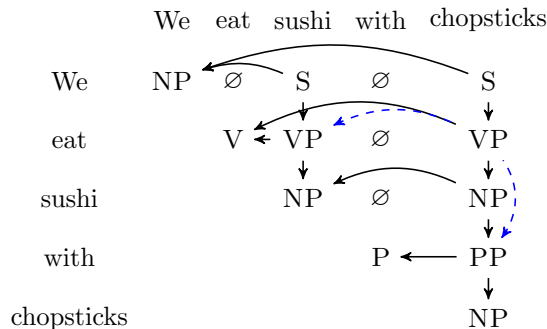 We eat sushi with chopsticks
We NP ∅ S ∅ S
eat V VP ∅ VP
sushi NP ∅ NP
with P PP
chopsticks NP